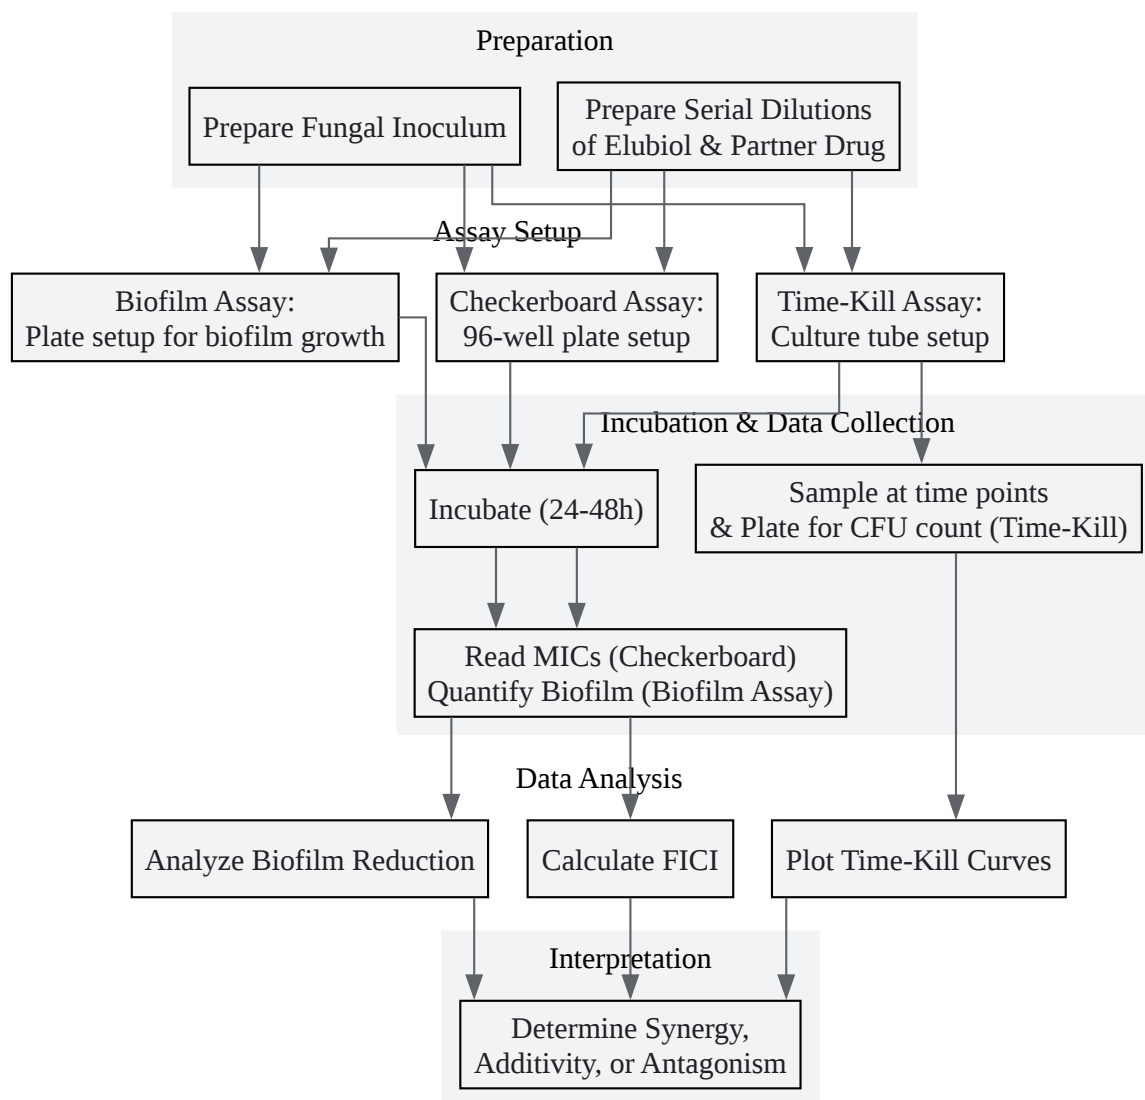 Preparation
Prepare Fungal Inoculum
Prepare Serial Dilutions
of Elubiol & Partner Drug
Assay Setup
Biofilm Assay:
Plate setup for biofilm growth
Checkerboard Assay:
96-well plate setup
Time-Kill Assay:
Culture tube setup
Incubation & Data Collection
Incubate (24-48h)
Sample at time points
& Plate for CFU count (Time-Kill)
Read MICs (Checkerboard)
Quantify Biofilm (Biofilm Assay)
Data Analysis
Analyze Biofilm Reduction
Calculate FICI
Plot Time-Kill Curves
Interpretation
Determine Synergy,
Additivity, or Antagonism